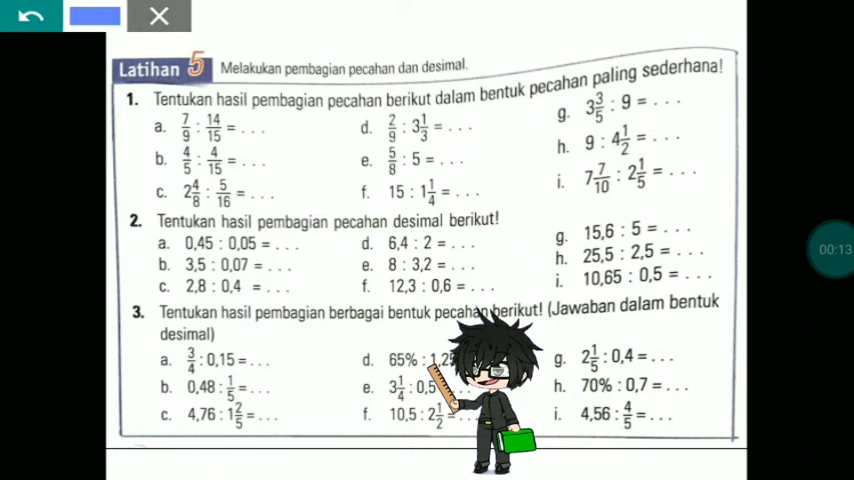 Latihan 5 Melakukan pembagian pecahan dan desimal.
1. Tentukan hasil pembagian pecahan berikut dalam bentuk pecahan paling sederhana!
a. 7/9 : 14/15 = . . .
b. 4/5 : 4/15 = . . .
c. 2 4/8 : 5/16 = . . .
d. 2/9 : 3 1/3 = . . .
e. 5/8 : 5 = . . .
f. 15 : 1 1/4 = . . .
g. 3 3/5 : 9 = . . .
h. 9 : 4 1/2 = . . .
i. 7 7/10 : 2 1/5 = . . .
2. Tentukan hasil pembagian pecahan desimal berikut!
a. 0,45 : 0,05 = . . .
b. 3,5 : 0,07 = . . .
c. 2,8 : 0,4 = . . .
d. 6,4 : 2 = . . .
e. 8 : 3,2 = . . .
f. 12,3 : 0,6 = . . .
g. 15,6 : 5 = . . .
h. 25,5 : 2,5 = . . .
i. 10,65 : 0,5 = . . .
3. Tentukan hasil pembagian berbagai bentuk pecahan berikut! (Jawaban dalam bentuk
desimal)
a. 3/4 : 0,15 = . . .
b. 0,48 : 1/5 = . . .
c. 4,76 : 1 2/5 = . . .
d. 65% : 1,25
e. 3 1/4 : 0,5 . . .
f. 10,5 : 2 1/2 = . . .
g. 2 1/5 : 0,4 = . . .
h. 70% : 0,7 = . . .
i. 4,56 : 4/5 = . . .
00:13